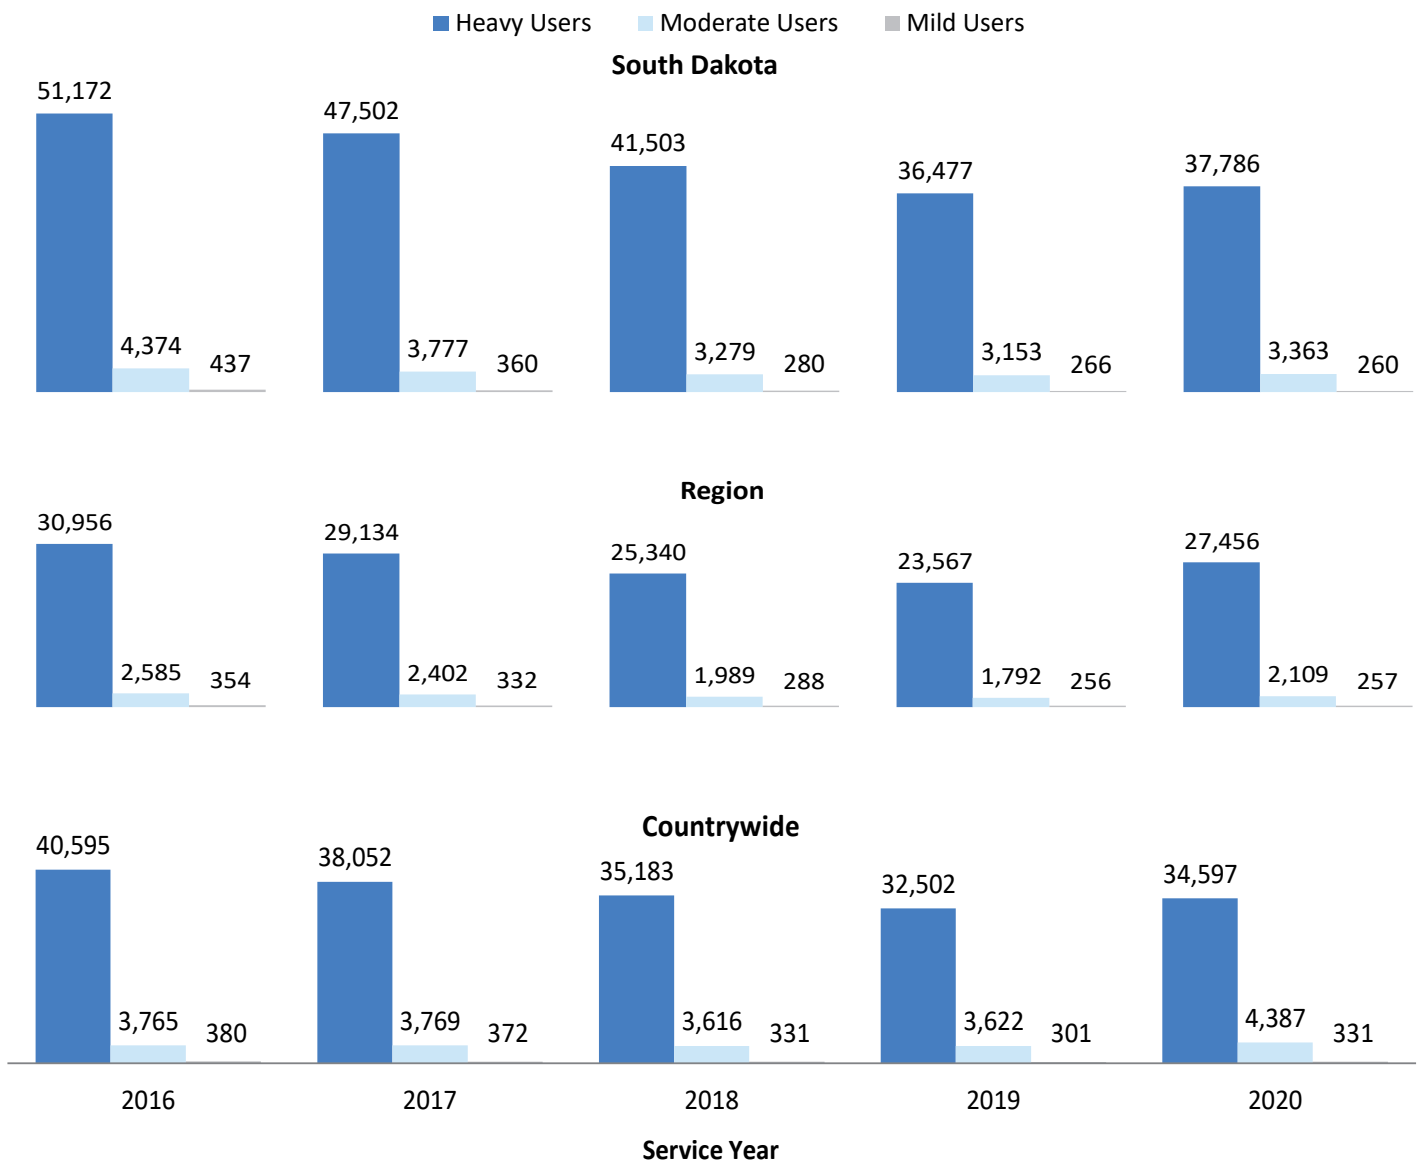 Heavy Users Moderate Users Mild Users
South Dakota
51,172 47,502 41,503 36,477 37,786
4,374 437 3,777 360 3,279 280 3,153 266 3,363 260
Region
30,956 29,134 25,340 23,567 27,456
2,585 354 2,402 332 1,989 288 1,792 256 2,109 257
Countrywide
40,595 38,052 35,183 32,502 34,597
3,765 380 3,769 372 3,616 331 3,622 301 4,387 331
2016 2017 2018 2019 2020
Service Year